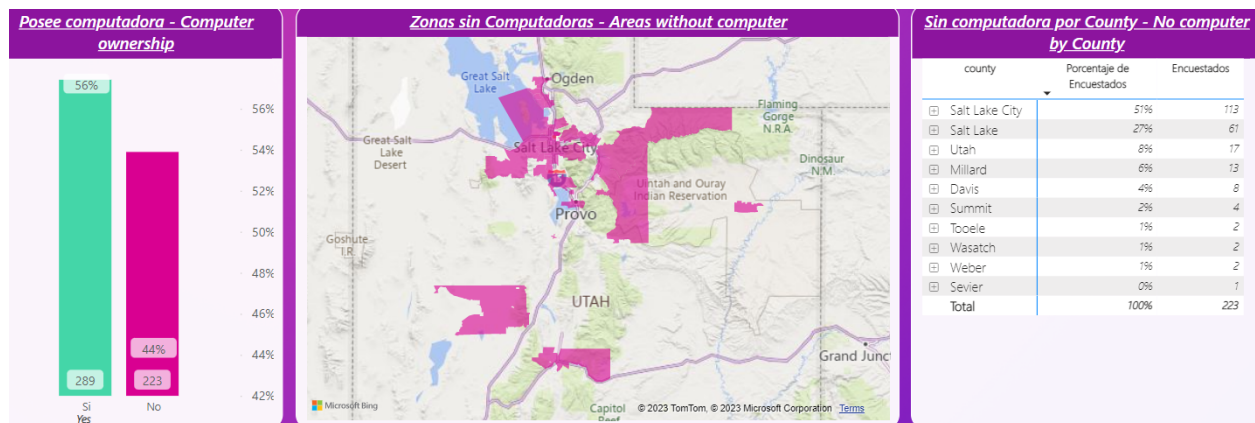 Posee computadora - Computer
ownership
56%
44%
289
223
Si
Yes
No
56%
54%
52%
50%
48%
46%
44%
42%
Zonas sin Computadoras - Areas without computer
Great Salt
Lake
Ogden
Flaming
Gorge
N.R.A
Great Salt
Lake
Desert
Salt Lake City
Dinosaur
N.M
Uintah and Ouray
Indian Reservation
Provo
Goshute
I.R.
UTAH
Grand Junct
Capitol
Reef
Microsoft Bing
© 2023 TomTom, © 2023 Microsoft Corporation Terms
Sin computadora por County - No computer
by County
county Porcentaje de Encuestados
Encuestados
Salt Lake City 51% 113
Salt Lake 27% 61
Utah 8% 17
Millard 6% 13
Davis 4% 8
Summit 2% 4
Tooele 1% 2
Wasatch 1% 2
Weber 1% 2
Sevier 0% 1
Total 100% 223